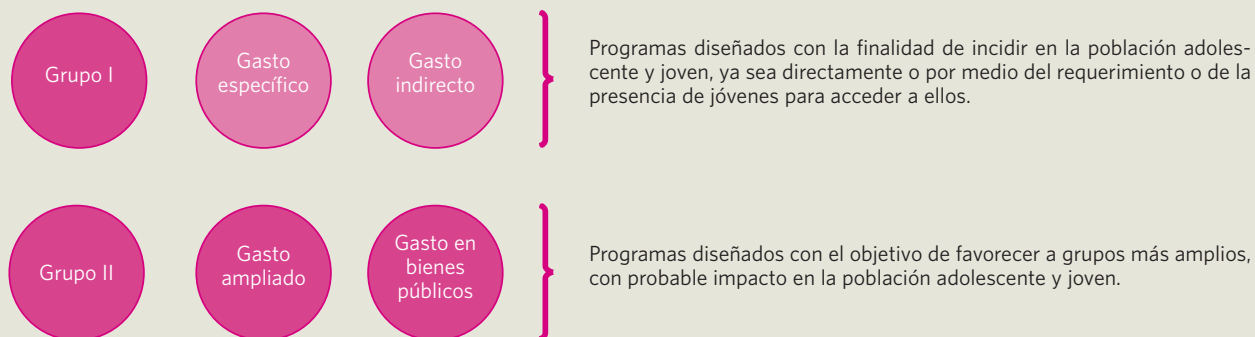 Grupo I
Gasto
específico
Gasto
indirecto
Programas diseñados con la finalidad de incidir en la población adoles-
cente y joven, ya sea directamente o por medio del requerimiento o de la
presencia de jóvenes para acceder a ellos.
Grupo II
Gasto
ampliado
Gasto en
bienes
públicos
Programas diseñados con el objetivo de favorecer a grupos más amplios,
con probable impacto en la población adolescente y joven.